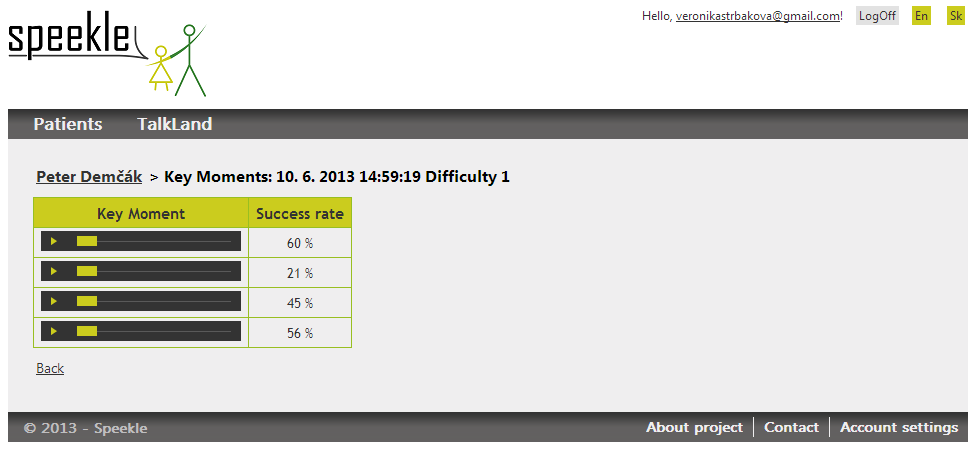 speekle
Hello, veronikastrbakova@gmail.com! LogOff En Sk
Patients TalkLand
Peter Demčák > Key Moments: 10. 6. 2013 14:59:19 Difficulty 1
Key Moment Success rate
60 %
21 %
45 %
56 %
Back
© 2013 - Speekle About project Contact Account settings